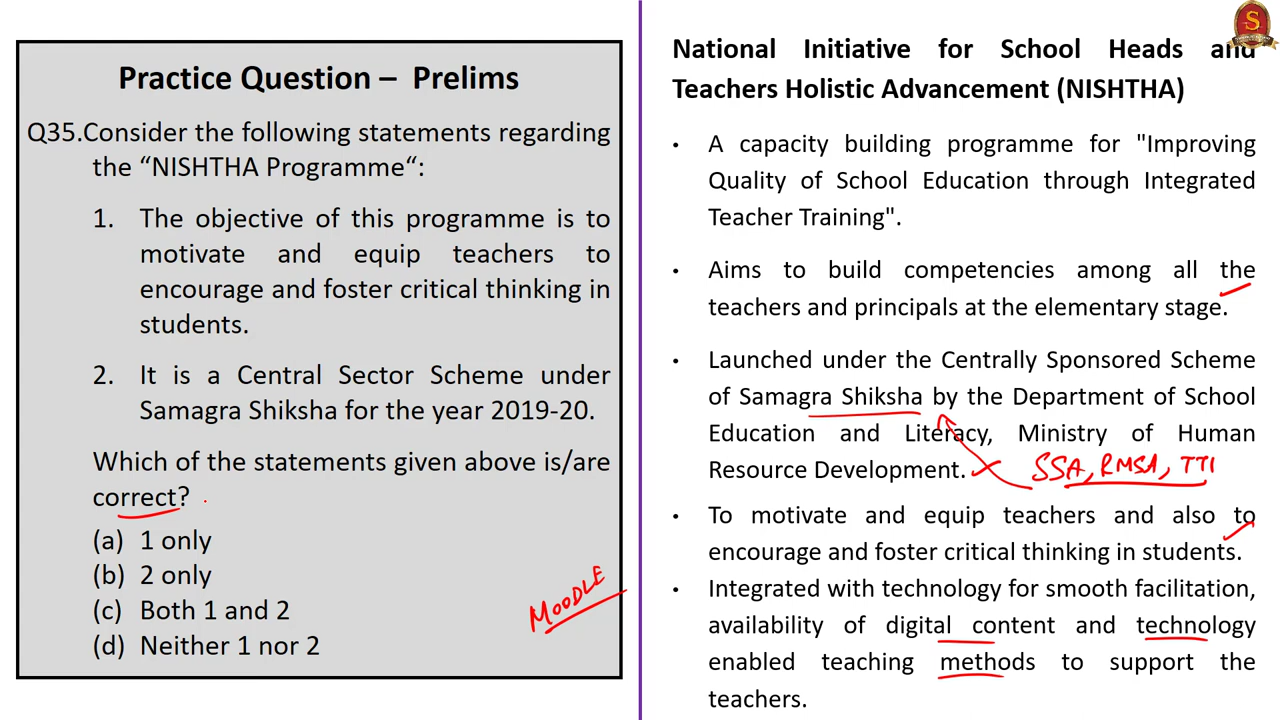 Practice Question – Prelims
Q35.Consider the following statements regarding
the “NISHTHA Programme“:
1. The objective of this programme is to
motivate and equip teachers to
encourage and foster critical thinking in
students.
2. It is a Central Sector Scheme under
Samagra Shiksha for the year 2019-20.
Which of the statements given above is/are
correct?
(a) 1 only
(b) 2 only
(c) Both 1 and 2
(d) Neither 1 nor 2
MOODLE
National Initiative for School Heads and
Teachers Holistic Advancement (NISHTHA)
• A capacity building programme for "Improving
Quality of School Education through Integrated
Teacher Training".
• Aims to build competencies among all the
teachers and principals at the elementary stage.
• Launched under the Centrally Sponsored Scheme
of Samagra Shiksha by the Department of School
Education and Literacy, Ministry of Human
Resource Development.
SSA, RMSA, TTI
• To motivate and equip teachers and also to
encourage and foster critical thinking in students.
• Integrated with technology for smooth facilitation,
availability of digital content and technology
enabled teaching methods to support the
teachers.
S